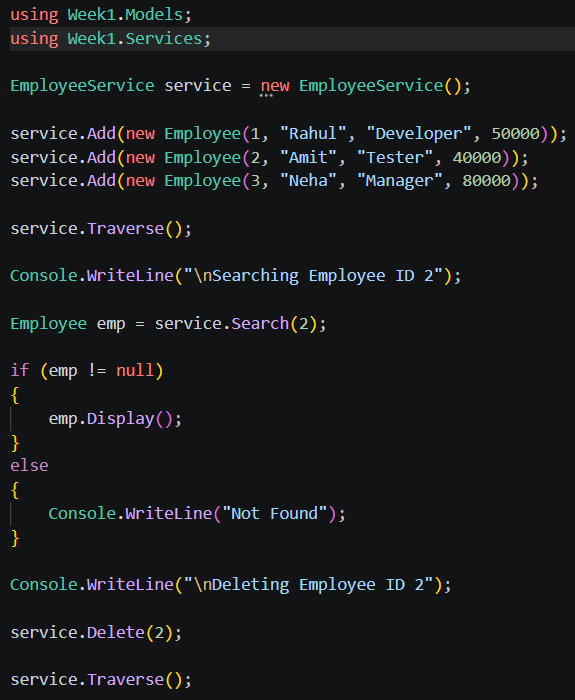 using Week1.Models;
using Week1.Services;
EmployeeService service = new EmployeeService();
service.Add(new Employee(1, "Rahul", "Developer", 50000));
service.Add(new Employee(2, "Amit", "Tester", 40000));
service.Add(new Employee(3, "Neha", "Manager", 80000));
service.Traverse();
Console.WriteLine("\nSearching Employee ID 2");
Employee emp = service.Search(2);
if (emp != null)
{
    emp.Display();
}
else
{
    Console.WriteLine("Not Found");
}
Console.WriteLine("\nDeleting Employee ID 2");
service.Delete(2);
service.Traverse();